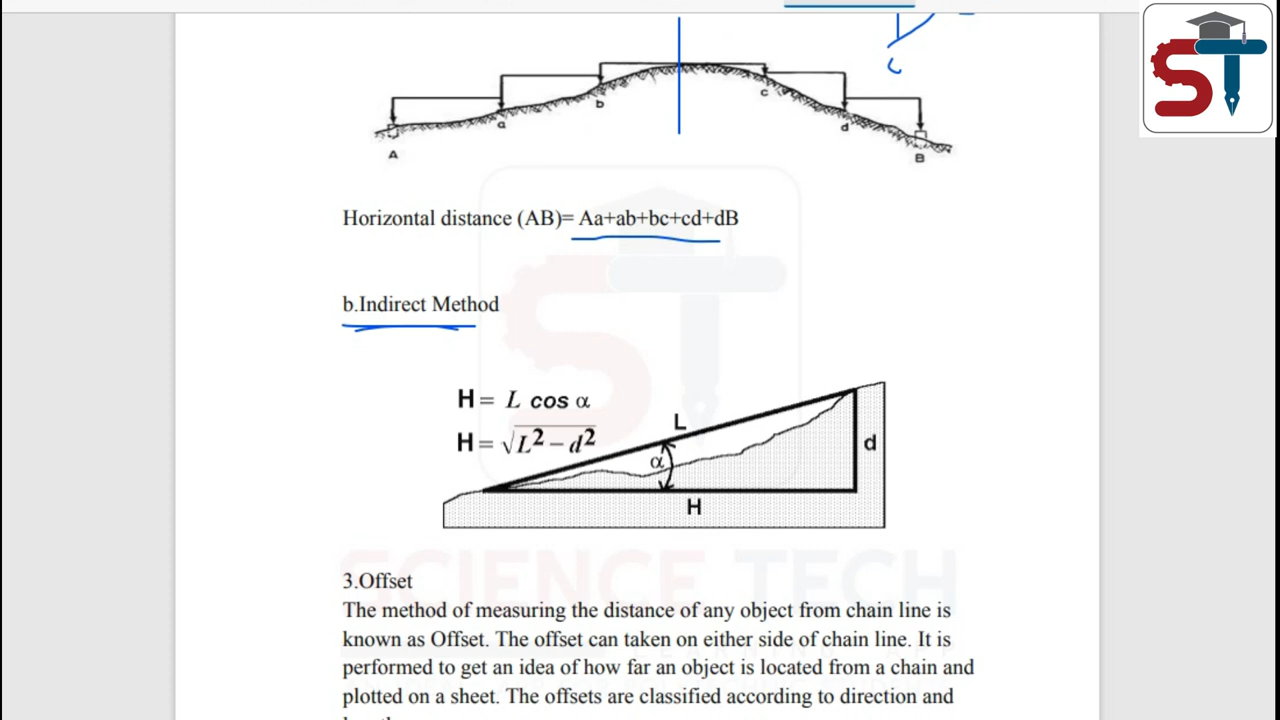 ST
b
c
a
d
A
B
Horizontal distance (AB)= Aa+ab+bc+cd+dB
b.Indirect Method
H = L cos α
H = √L2 – d2
L
α
d
H
SCIENCE TECH
3.Offset
The method of measuring the distance of any object from chain line is
known as Offset. The offset can taken on either side of chain line. It is
performed to get an idea of how far an object is located from a chain and
plotted on a sheet. The offsets are classified according to direction and